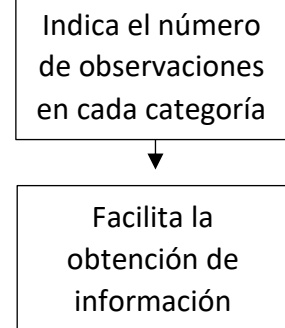 Indica el número
de observaciones
en cada categoría
Facilita la
obtención de
información